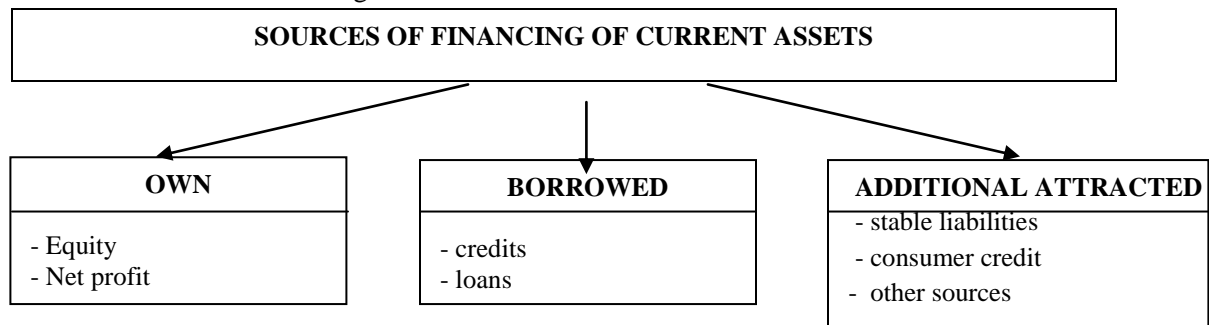 SOURCES OF FINANCING OF CURRENT ASSETS
OWN
- Equity
- Net profit
BORROWED
- credits
- loans
ADDITIONAL ATTRACTED
- stable liabilities
- consumer credit
- other sources